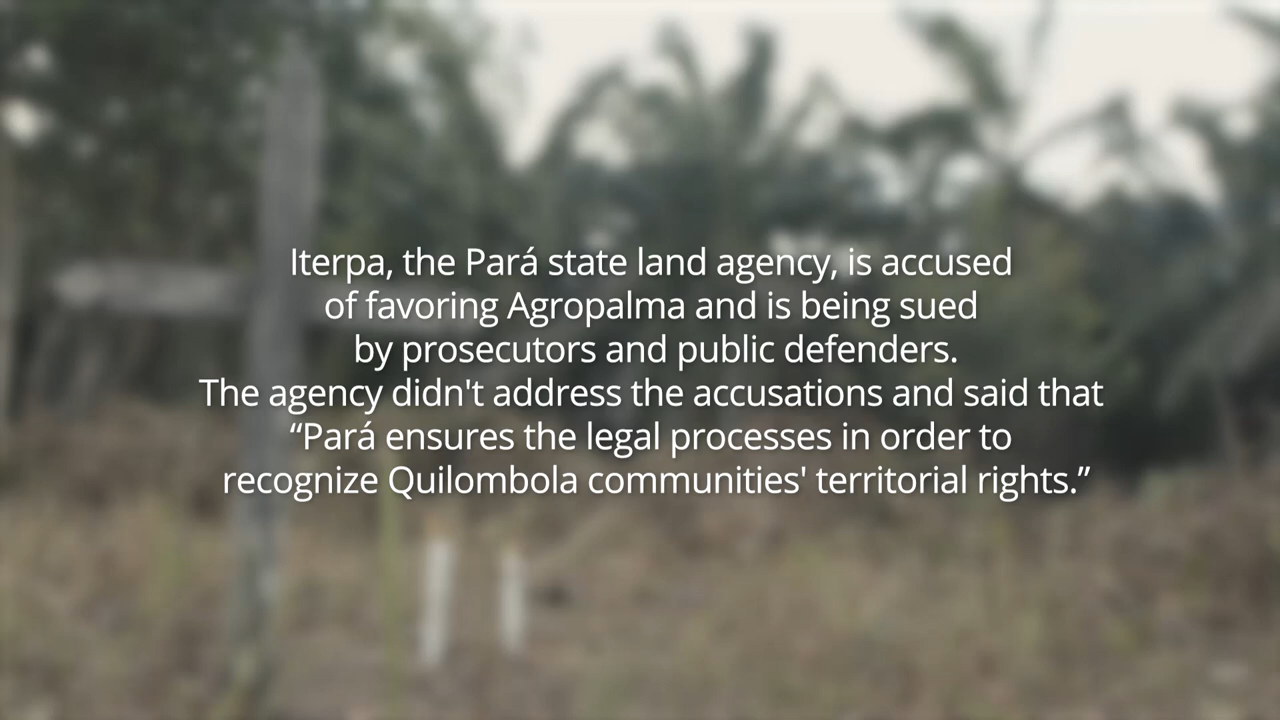 Iterpa, the Pará state land agency, is accused
of favoring Agropalma and is being sued
by prosecutors and public defenders.
The agency didn't address the accusations and said that
“Pará ensures the legal processes in order to
recognize Quilombola communities' territorial rights.”